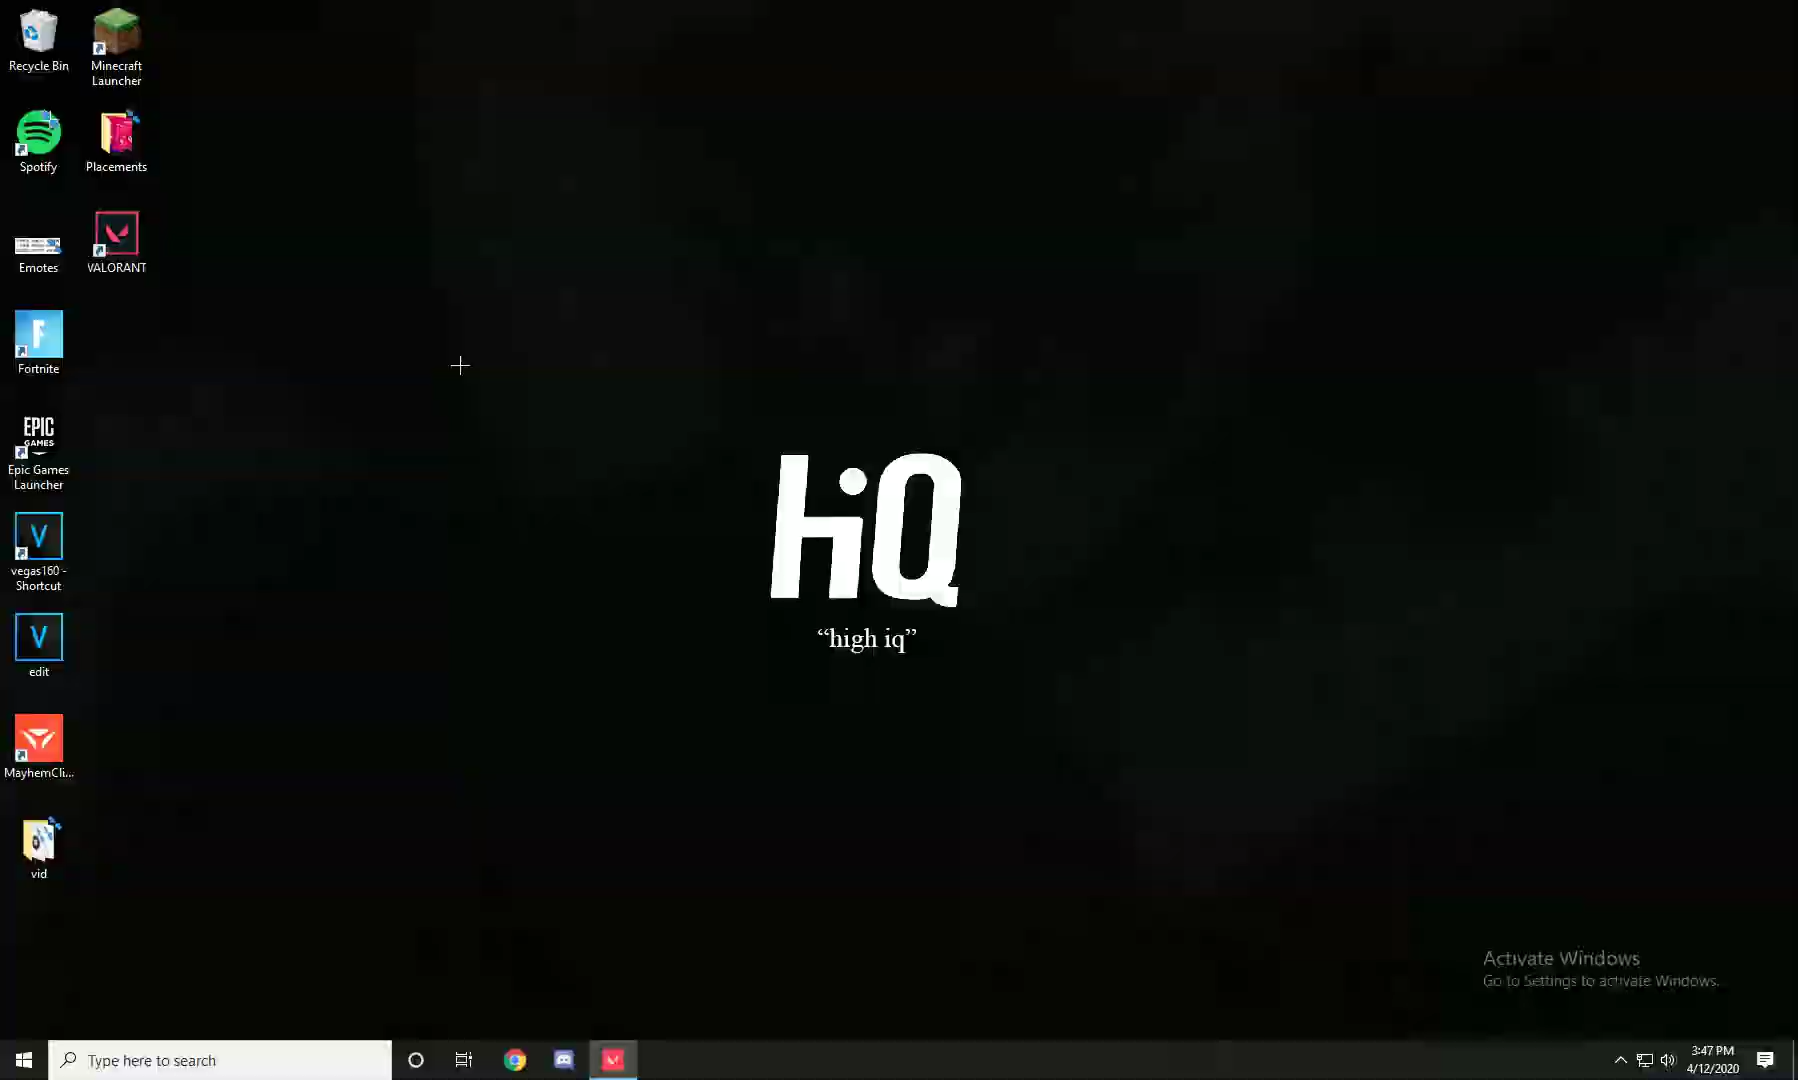 Recycle Bin
Minecraft
Launcher
Spotify
Placements
Emotes
VALORANT
Fortnite
EPIC
GAMES
Epic Games
Launcher
vegas160 -
Shortcut
edit
MayhemCli...
vid
hiQ
“high iq”
Activate Windows
Go to Settings to activate Windows.
Type here to search
3:47 PM
4/12/2020